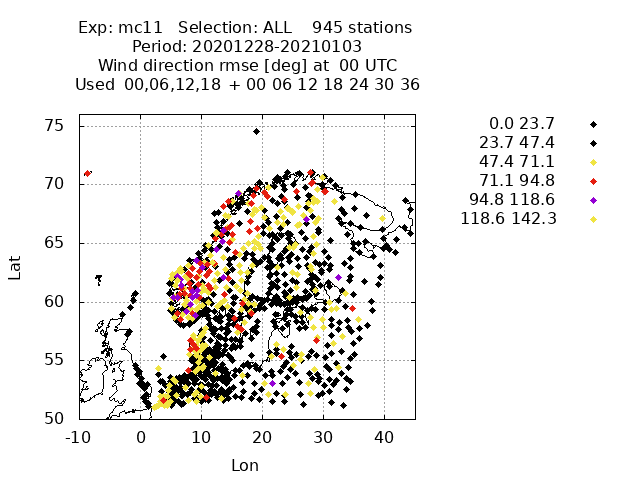 Exp: mc11 Selection: ALL 945 stations
Period: 20201228-20210103
Wind direction rmse [deg] at 00 UTC
Used 00,06,12,18 + 00 06 12 18 24 30 36
0.0 23.7
23.7 47.4
47.4 71.1
71.1 94.8
94.8 118.6
118.6 142.3
75
70
65
60
55
50
Lat
-10 0 10 20 30 40
Lon